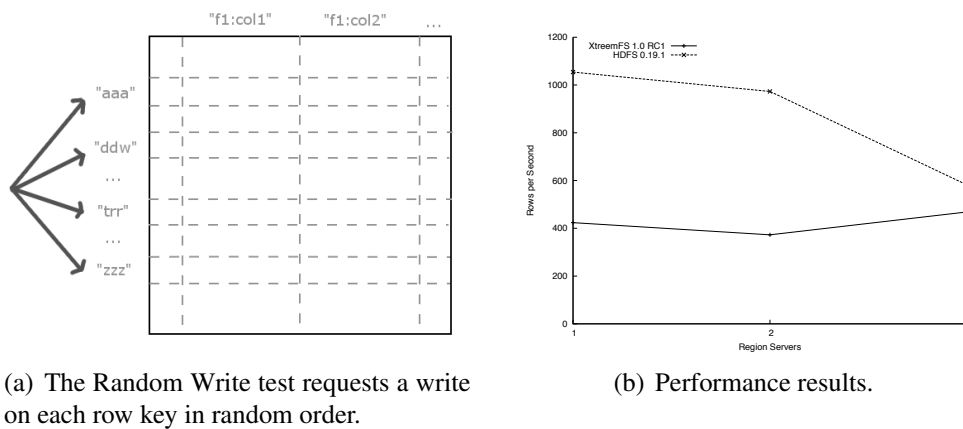 "f1:col1" "f1:col2" ...
"aaa"
"ddw"
...
"trr"
...
"zzz"
(a) The Random Write test requests a write
on each row key in random order.
1200
1000
800
600
400
200
0
Rows per Second
XtreemFS 1.0 RC1
HDFS 0.19.1
1 2
Region Servers
(b) Performance results.